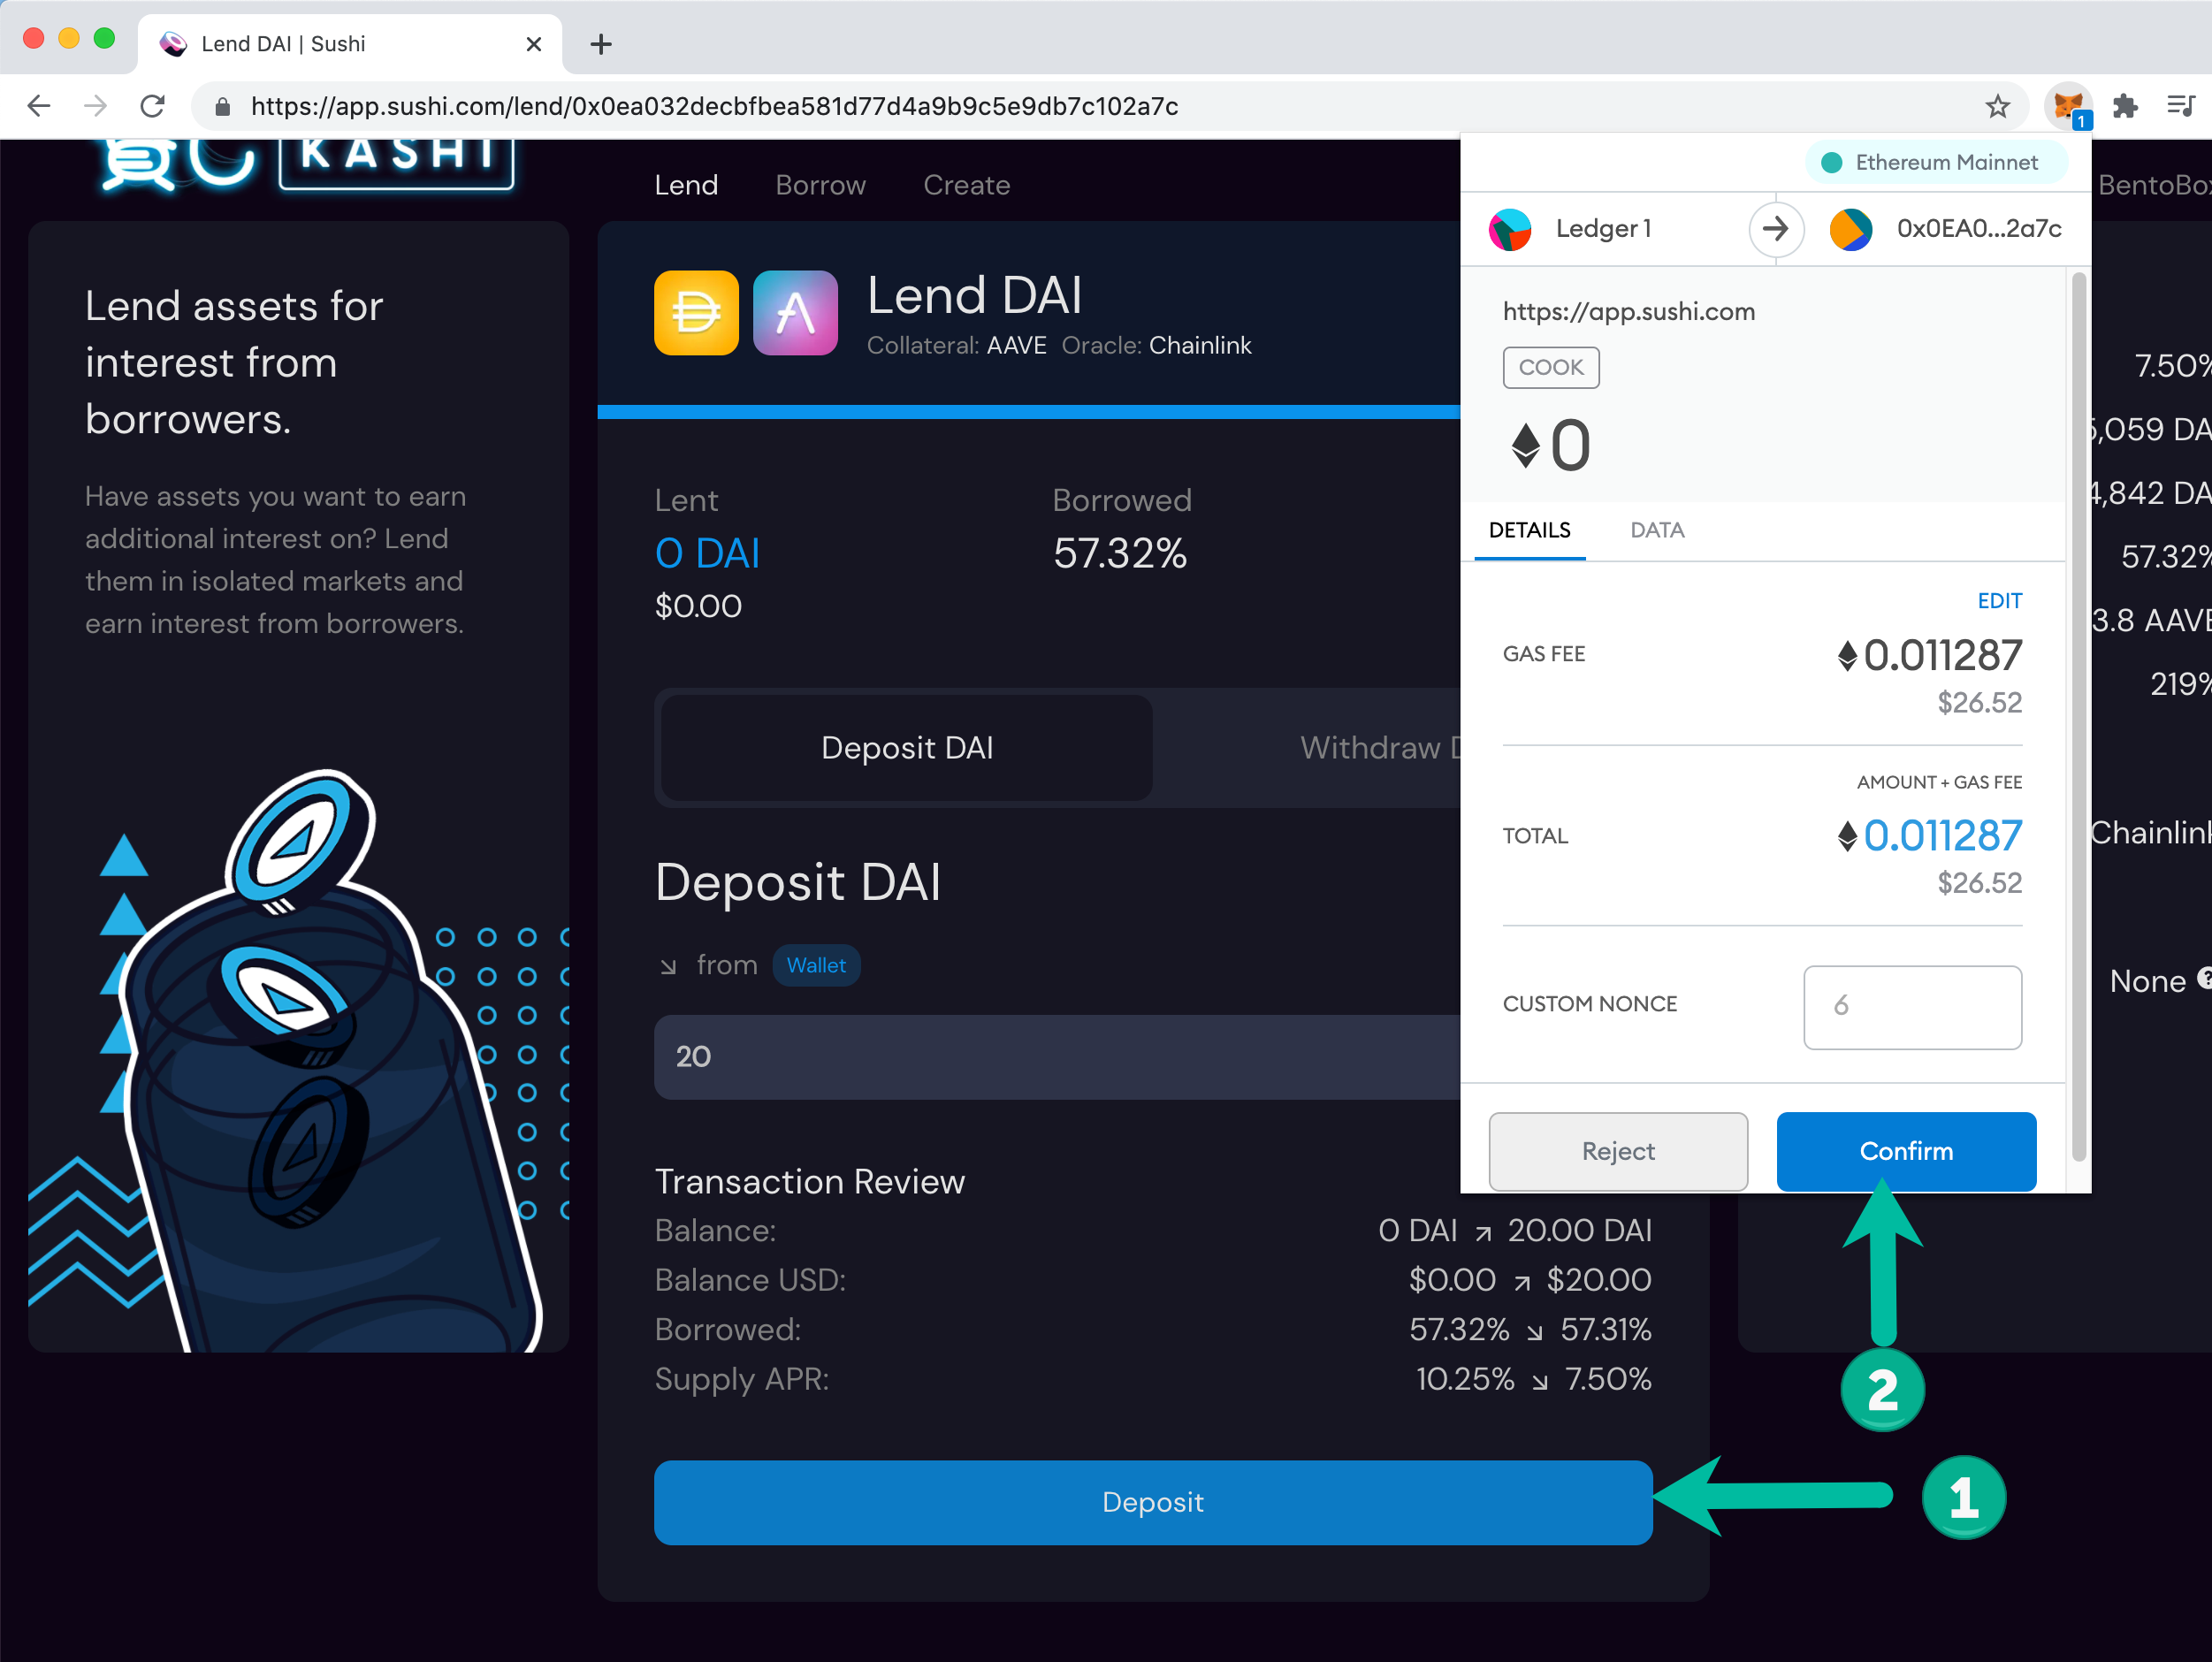 Lend DAI | Sushi
https://app.sushi.com/lend/0x0ea032decbfbea581d77d4a9b9c5e9db7c102a7c
1
KASHI
Lend Borrow Create
Lend assets for
interest from
borrowers.
Have assets you want to earn
additional interest on? Lend
them in isolated markets and
earn interest from borrowers.
Lend DAI
Collateral: AAVE Oracle: Chainlink
Lent
0 DAI
$0.00
Borrowed
57.32%
Deposit DAI
Withdraw
Deposit DAI
from Wallet
20
Transaction Review
Balance: 0 DAI ↗ 20.00 DAI
Balance USD: $0.00 ↗ $20.00
Borrowed: 57.32% ↘ 57.31%
Supply APR: 10.25% ↘ 7.50%
Deposit
Ethereum Mainnet
Ledger 1 → 0x0EA0...2a7c
https://app.sushi.com
COOK
0
DETAILS DATA
EDIT
GAS FEE 0.011287
$26.52
AMOUNT + GAS FEE
TOTAL 0.011287
$26.52
CUSTOM NONCE 6
Reject Confirm
2
1
7.50%
,059 DA
,842 DA
57.32%
3.8 AAVE
219%
Chainlink
None